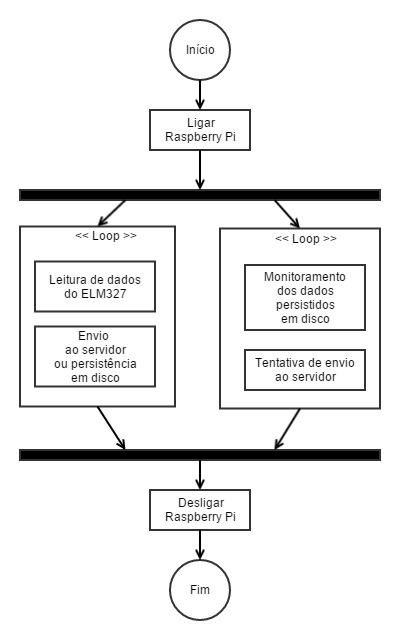 Início
Ligar
Raspberry Pi
<< Loop >>
Leitura de dados
do ELM327
Envio
ao servidor
ou persistência
em disco
<< Loop >>
Monitoramento
dos dados
persistidos
em disco
Tentativa de envio
ao servidor
Desligar
Raspberry Pi
Fim